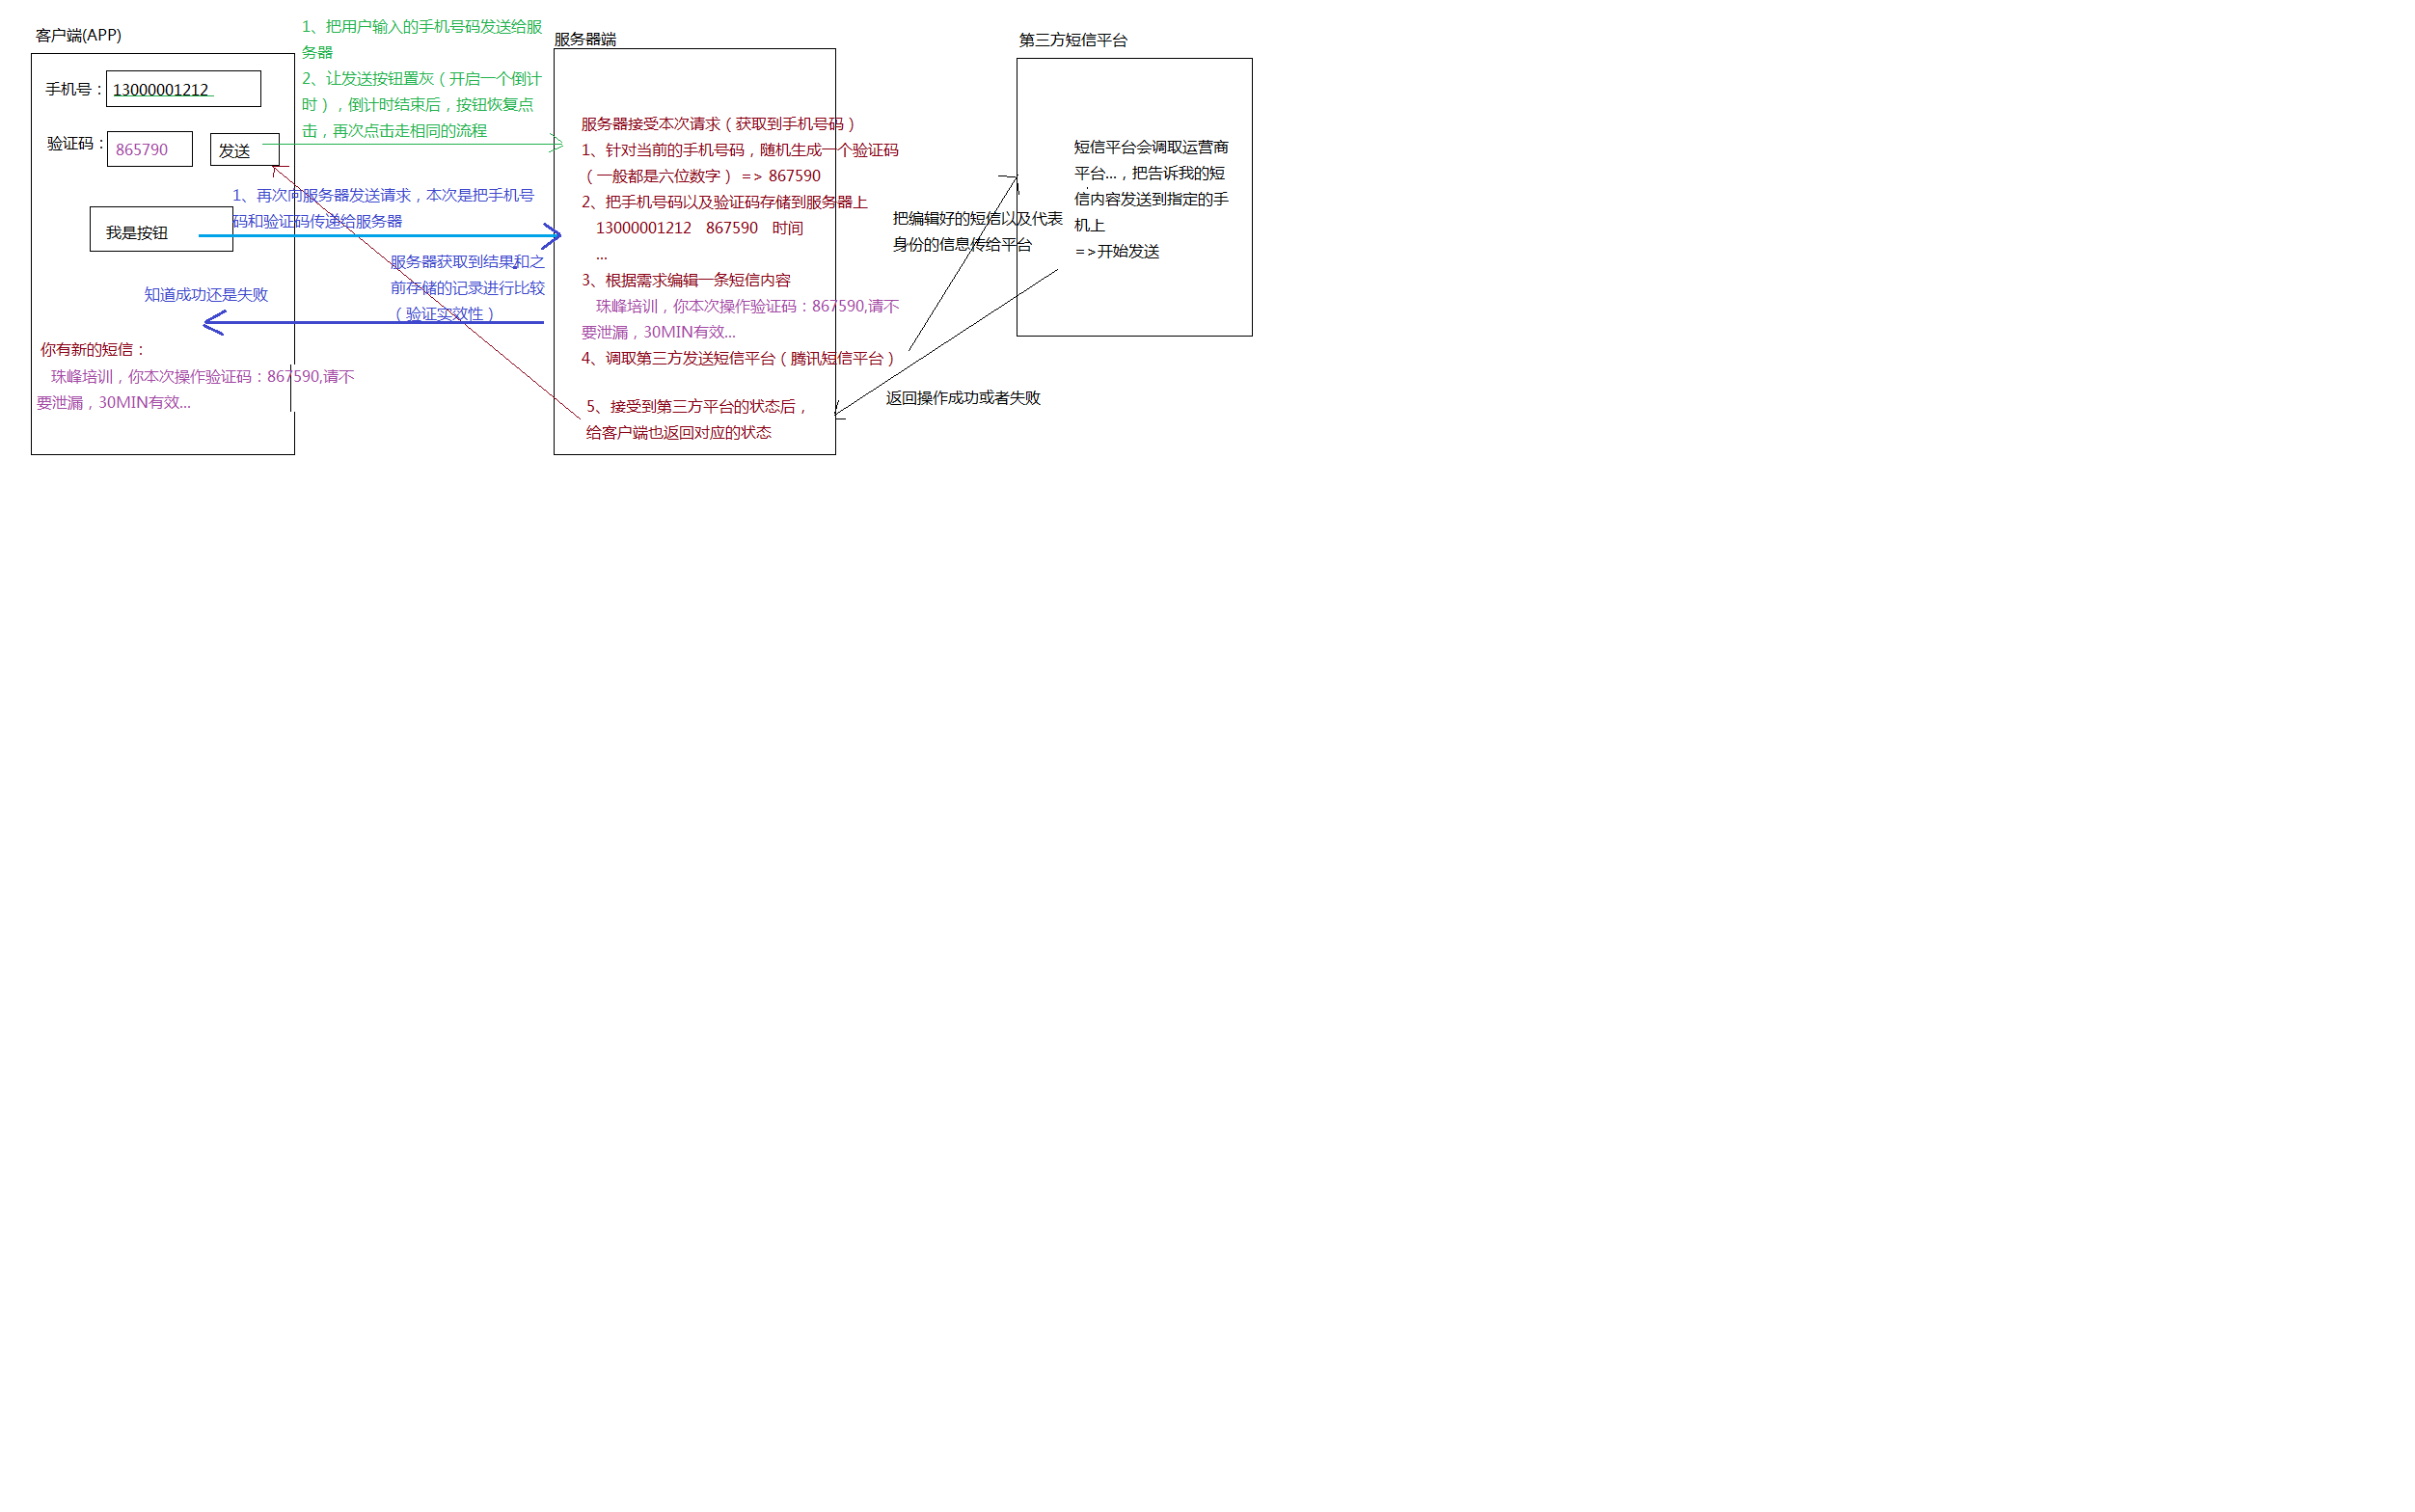 客户端(APP)
手机号：
13000001212
验证码：
865790
发送
我是按钮
知道成功还是失败
你有新的短信：
珠峰培训，你本次操作验证码：867590,请不
要泄漏，30MIN有效...
1、把用户输入的手机号码发送给服
务器
2、让发送按钮置灰（开启一个倒计
时），倒计时结束后，按钮恢复点
击，再次点击走相同的流程
1、再次向服务器发送请求，本次是把手机号
码和验证码传递给服务器
服务器获取到结果和之
前存储的记录进行比较
（验证实效性）
服务器端
服务器接受本次请求（获取到手机号码）
1、针对当前的手机号码，随机生成一个验证码
（一般都是六位数字） => 867590
2、把手机号码以及验证码存储到服务器上
13000001212 867590 时间
...
3、根据需求编辑一条短信内容
珠峰培训，你本次操作验证码：867590,请不
要泄漏，30MIN有效...
4、调取第三方发送短信平台（腾讯短信平台）
5、接受到第三方平台的状态后，
给客户端也返回对应的状态
把编辑好的短信以及代表
身份的信息传给平台
返回操作成功或者失败
第三方短信平台
短信平台会调取运营商
平台...，把告诉我的短
信内容发送到指定的手
机上
=>开始发送